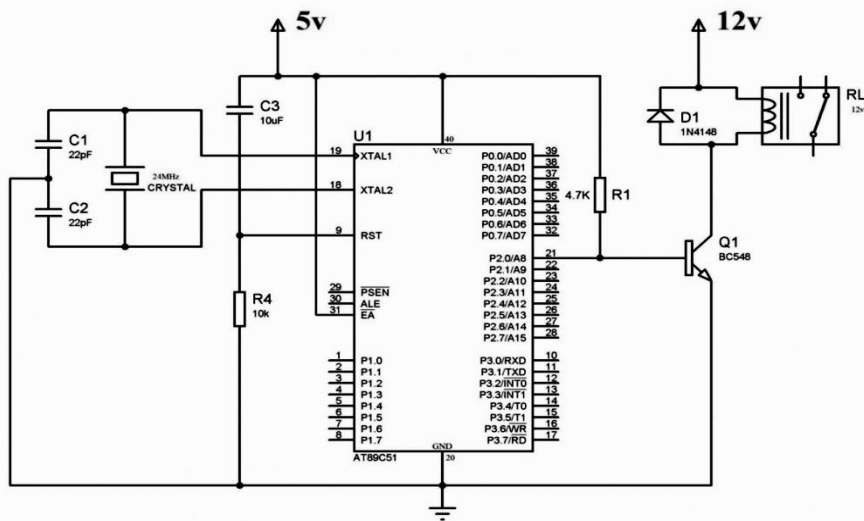 5v
12v
C3
10uF
C1
22pF
24MHz
CRYSTAL
C2
22pF
R4
10k
U1
40
VCC
19 XTAL1
18 XTAL2
9 RST
29 PSEN
30 ALE
31 EA
1 P1.0
2 P1.1
3 P1.2
4 P1.3
5 P1.4
6 P1.5
7 P1.6
8 P1.7
P0.0/AD0 39
P0.1/AD1 38
P0.2/AD2 37
P0.3/AD3 36
P0.4/AD4 35
P0.5/AD5 34
P0.6/AD6 33
P0.7/AD7 32
P2.0/A8 21
P2.1/A9 22
P2.2/A10 23
P2.3/A11 24
P2.4/A12 25
P2.5/A13 26
P2.6/A14 27
P2.7/A15 28
P3.0/RXD 10
P3.1/TXD 11
P3.2/INT0 12
P3.3/INT1 13
P3.4/T0 14
P3.5/T1 15
P3.6/WR 16
P3.7/RD 17
GND
20
AT89C51
4.7K R1
D1
1N4148
RL
12v
Q1
BC548